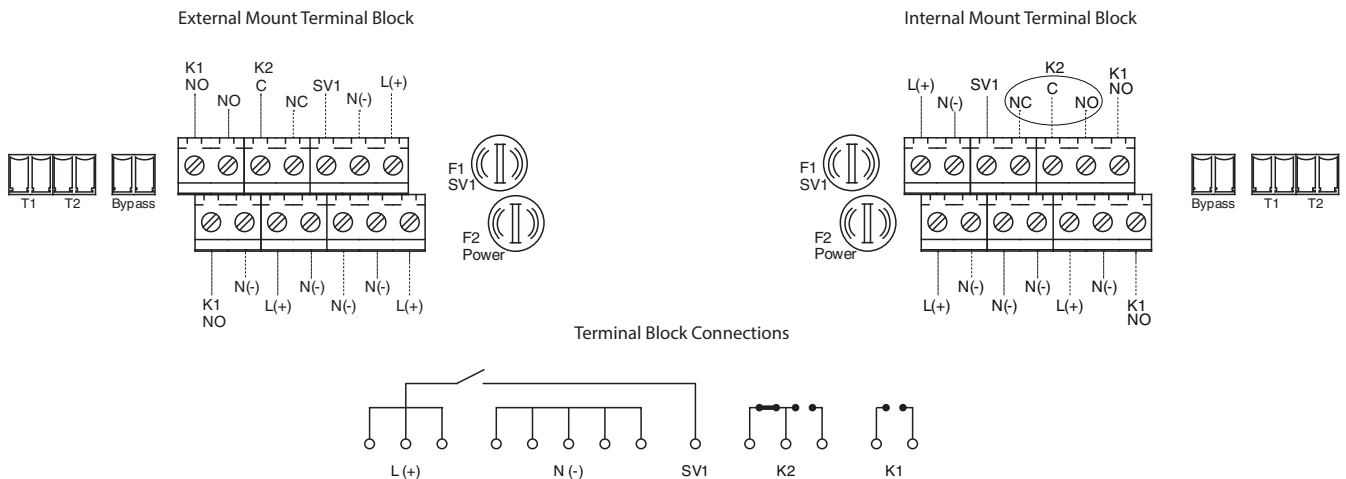 External Mount Terminal Block
Internal Mount Terminal Block
K1
NO
NO
K2
C
NC
SV1
N(-)
L(+)
T1
T2
Bypass
F1
SV1
F2
Power
K1
NO
N(-)
L(+)
N(-)
N(-)
N(-)
L(+)
L(+)
N(-)
SV1
K2
NC
C
NO
K1
NO
F1
SV1
F2
Power
Bypass
T1
T2
L(+)
N(-)
N(-)
N(-)
L(+)
N(-)
K1
NO
Terminal Block Connections
L (+)
N (-)
SV1
K2
K1